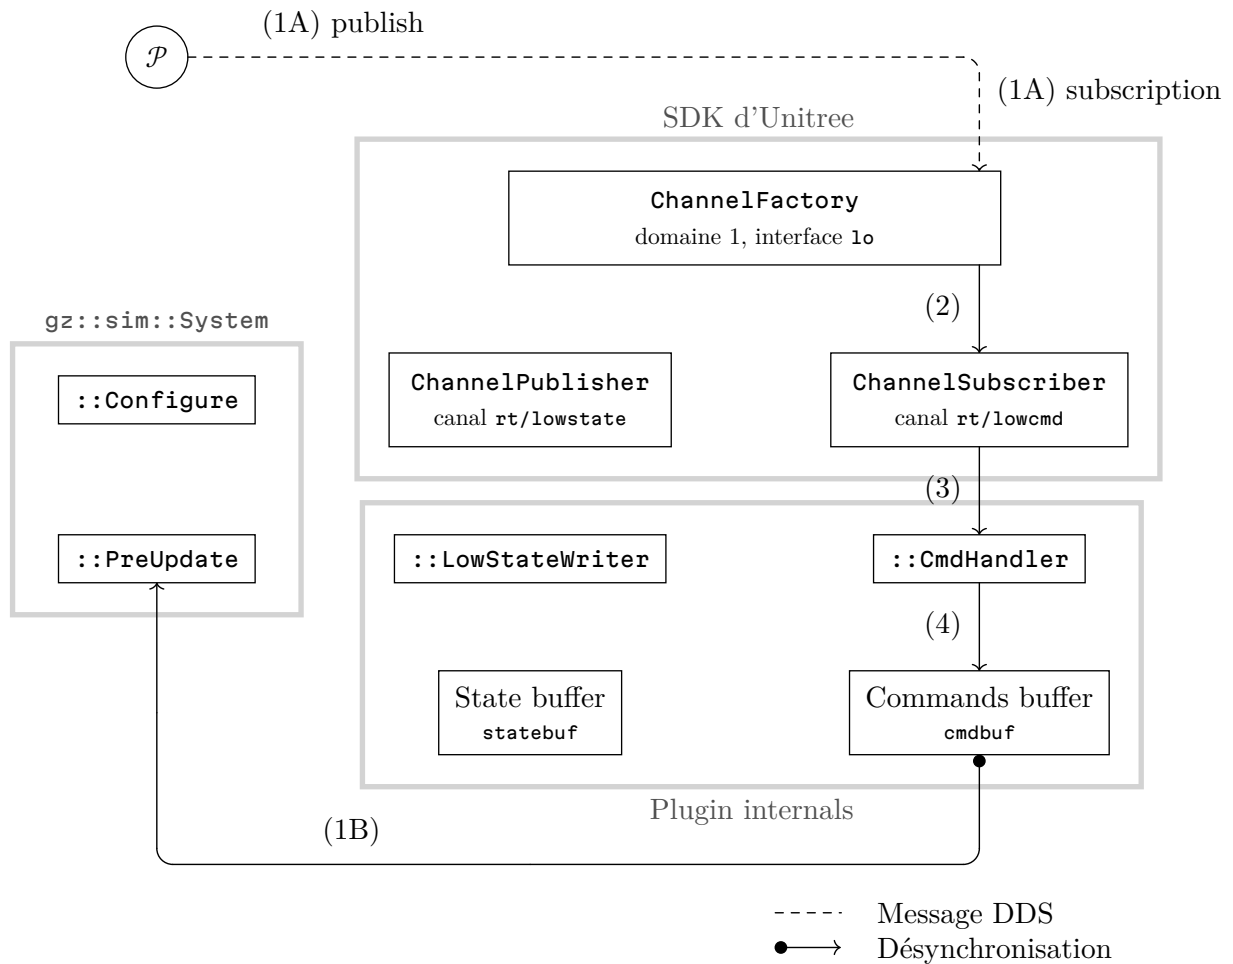 (1A) publish
𝒫
(1A) subscription
SDK d'Unitree
ChannelFactory
domaine 1, interface lo
(2)
gz::sim::System
::Configure
ChannelPublisher
canal rt/lowstate
ChannelSubscriber
canal rt/lowcmd
(3)
::PreUpdate
::LowStateWriter
::CmdHandler
(4)
State buffer
statebuf
Commands buffer
cmdbuf
Plugin internals
(1B)
Message DDS
Désynchronisation